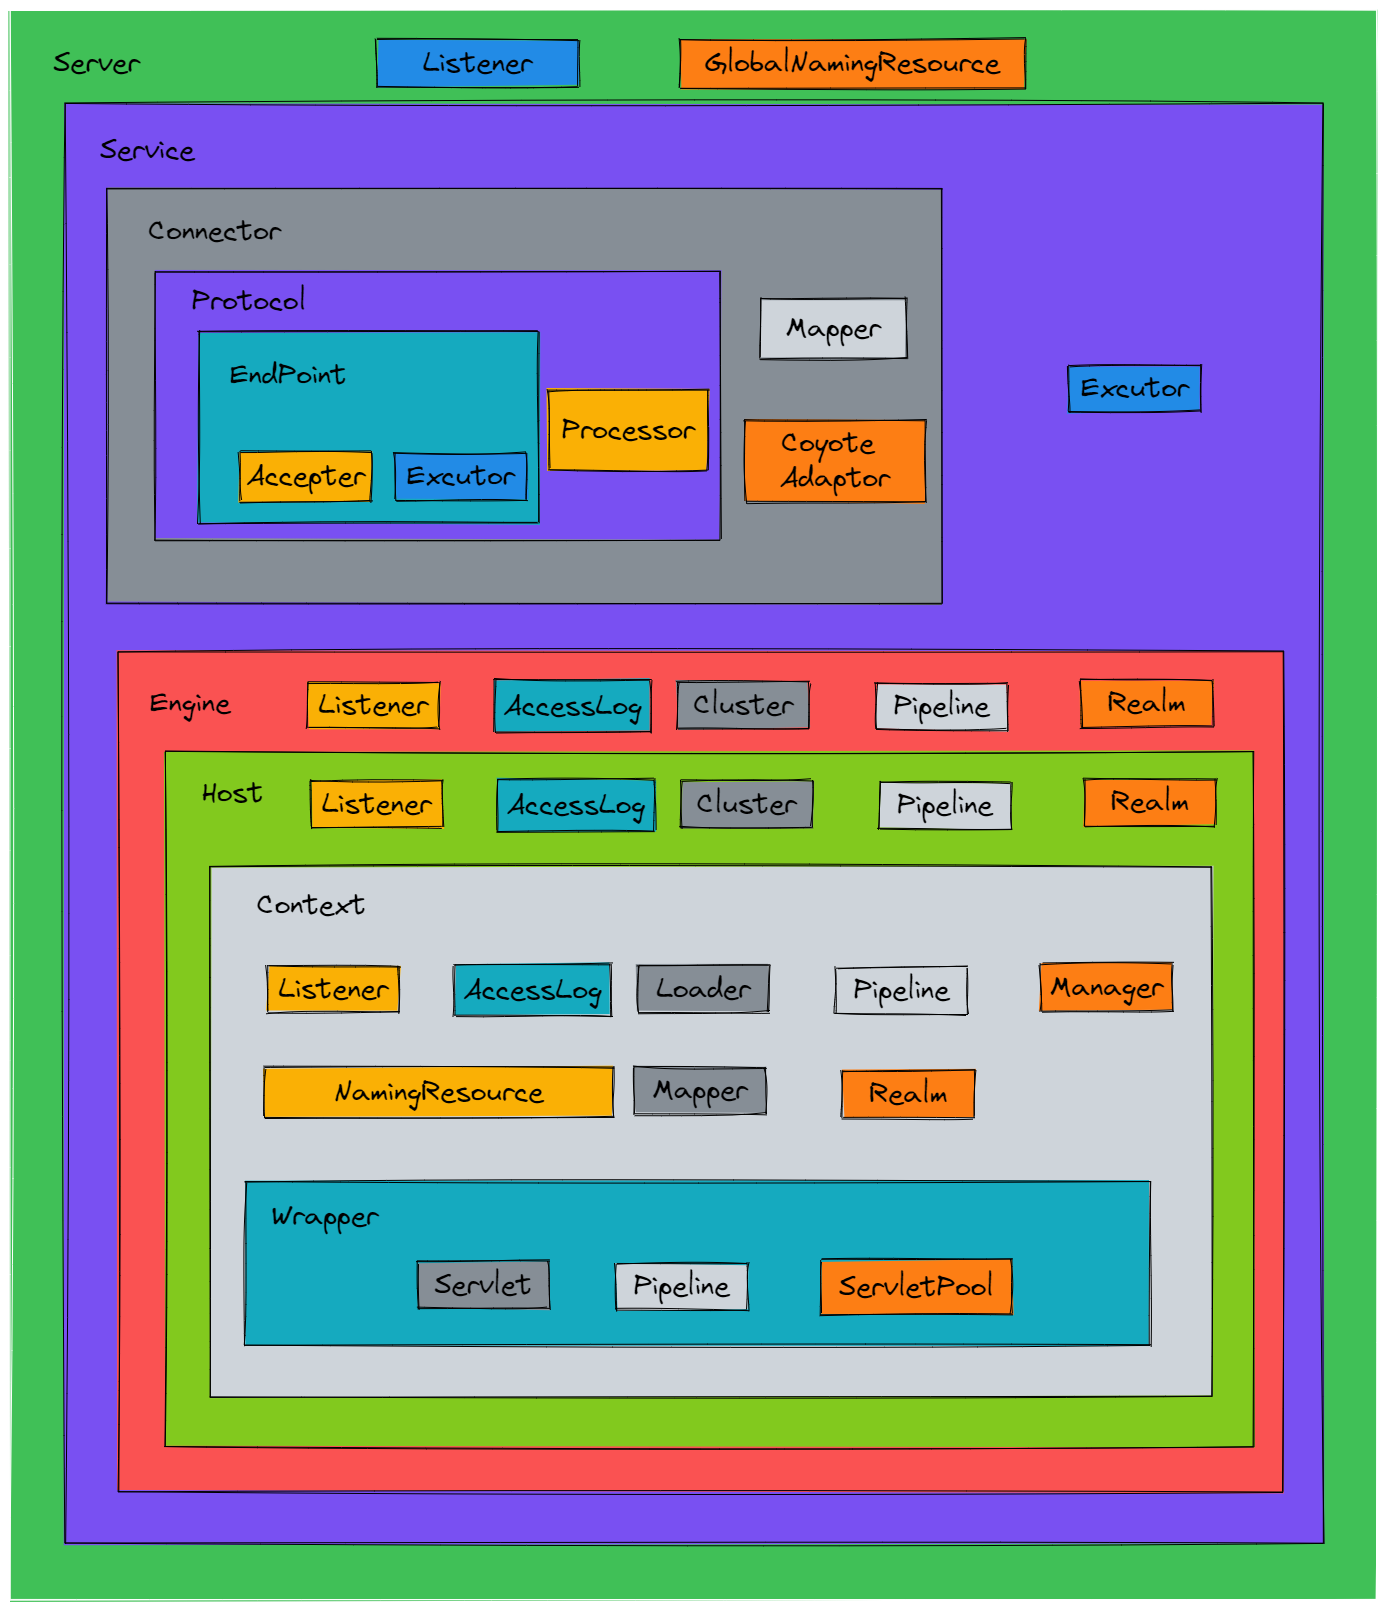 Server
Listener
GlobalNamingResource
Service
Connector
Protocol
Mapper
EndPoint
Excutor
Processor
Coyote
Adaptor
Accepter
Excutor
Engine
Listener
AccessLog
Cluster
Pipeline
Realm
Host
Listener
AccessLog
Cluster
Pipeline
Realm
Context
Listener
AccessLog
Loader
Pipeline
Manager
NamingResource
Mapper
Realm
Wrapper
Servlet
Pipeline
ServletPool